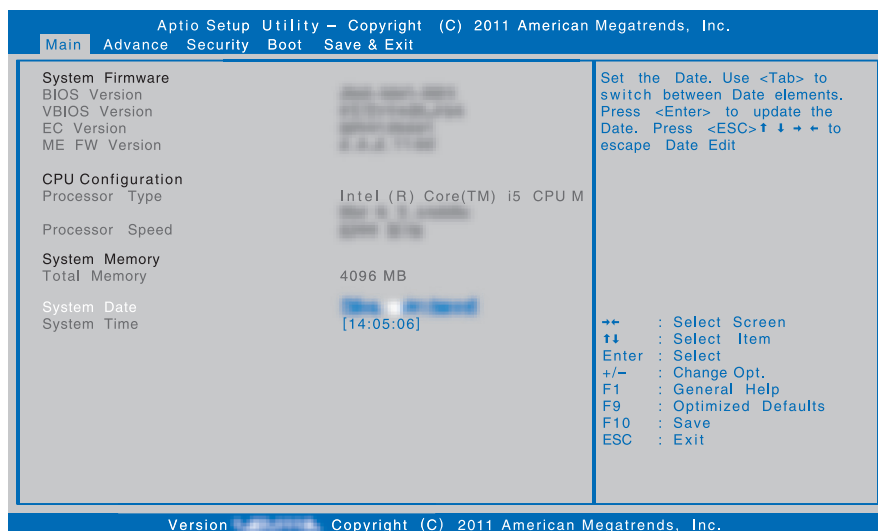 Aptio Setup Utility – Copyright (C) 2011 American Megatrends, Inc.
Main Advance Security Boot Save & Exit
System Firmware
BIOS Version
VBIOS Version
EC Version
ME FW Version
CPU Configuration
Processor Type Intel (R) Core(TM) i5 CPU M
Processor Speed
System Memory
Total Memory 4096 MB
System Date
System Time [14:05:06]
Set the Date. Use <Tab> to
switch between Date elements.
Press <Enter> to update the
Date. Press <ESC>↑ ↓ → ← to
escape Date Edit
→← : Select Screen
↑↓ : Select Item
Enter : Select
+/– : Change Opt.
F1 : General Help
F9 : Optimized Defaults
F10 : Save
ESC : Exit
Version Copyright (C) 2011 American Megatrends, Inc.